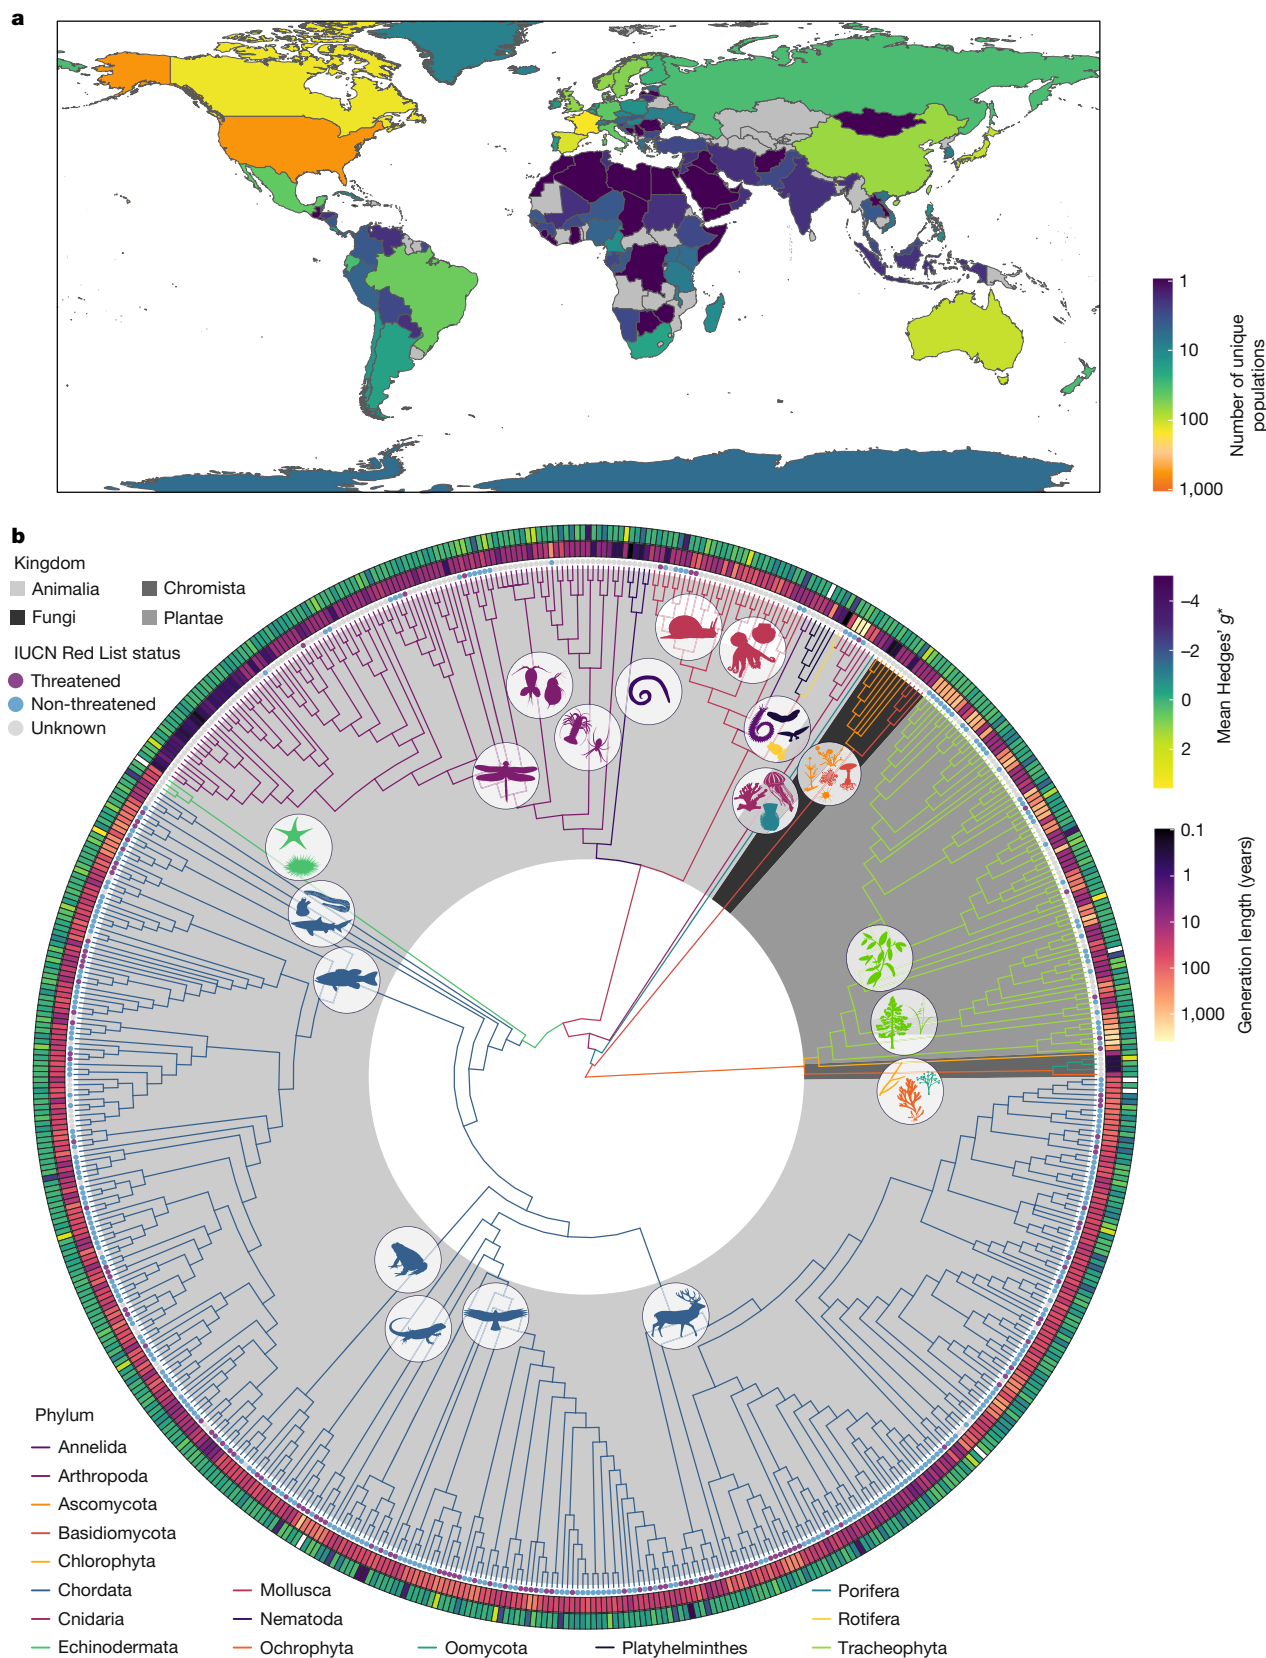 a
1
10
100
1,000
Number of unique
populations
b
Kingdom
Animalia
Chromista
Fungi
Plantae
IUCN Red List status
Threatened
Non-threatened
Unknown
–4
–2
0
2
Mean Hedges' g*
0.1
1
10
100
1,000
Generation length (years)
Phylum
Annelida
Arthropoda
Ascomycota
Basidiomycota
Chlorophyta
Chordata
Mollusca
Porifera
Cnidaria
Nematoda
Rotifera
Echinodermata
Ochrophyta
Oomycota
Platyhelminthes
Tracheophyta